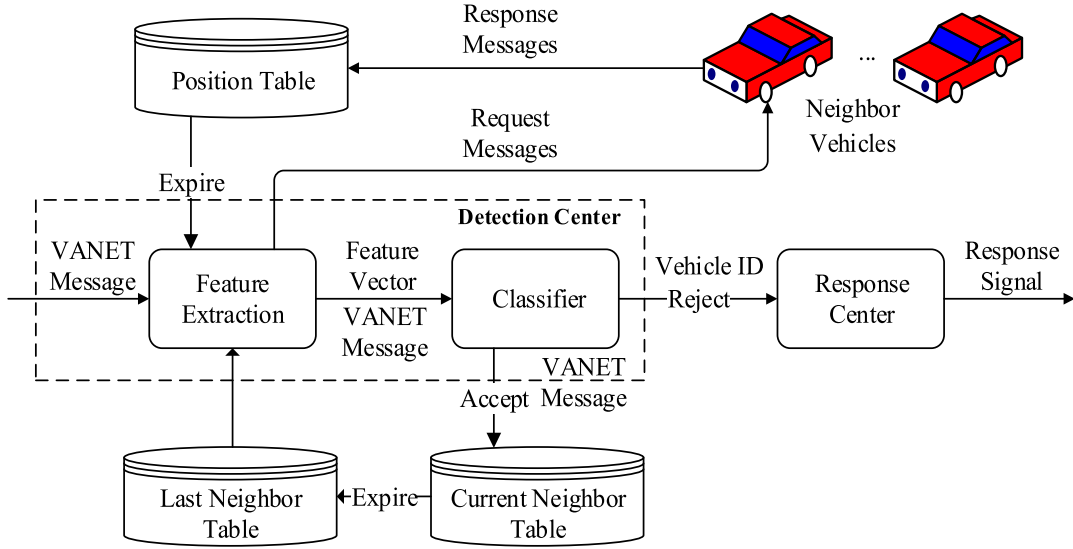 Response
Messages
Position Table
...
Neighbor
Vehicles
Request
Messages
Expire
Detection Center
VANET
Message
Feature
Extraction
Feature
Vector
VANET
Message
Classifier
Vehicle ID
Reject
Response
Center
Response
Signal
VANET
Message
Accept
Last Neighbor
Table
Expire
Current Neighbor
Table